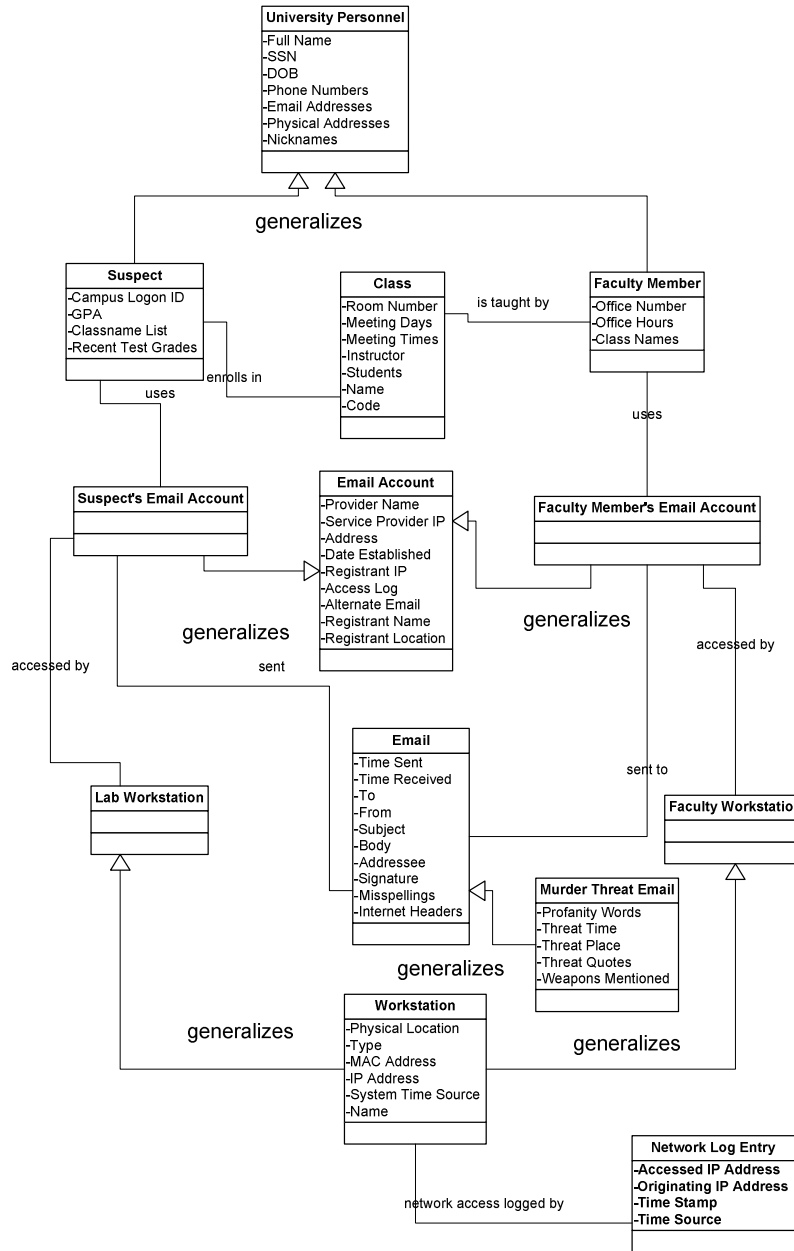 University Personnel
-Full Name
-SSN
-DOB
-Phone Numbers
-Email Addresses
-Physical Addresses
-Nicknames
generalizes
Suspect
-Campus Logon ID
-GPA
-Classname List
-Recent Test Grades
Class
-Room Number
-Meeting Days
-Meeting Times
-Instructor
-Students
-Name
-Code
is taught by
Faculty Member
-Office Number
-Office Hours
-Class Names
enrolls in
uses
uses
Suspect's Email Account
Email Account
-Provider Name
-Service Provider IP
-Address
-Date Established
-Registrant IP
-Access Log
-Alternate Email
-Registrant Name
-Registrant Location
Faculty Member's Email Account
generalizes
generalizes
accessed by
sent
accessed by
Email
-Time Sent
-Time Received
-To
-From
-Subject
-Body
-Addressee
-Signature
-Misspellings
-Internet Headers
sent to
Lab Workstation
Faculty Workstatio
Murder Threat Email
-Profanity Words
-Threat Time
-Threat Place
-Threat Quotes
-Weapons Mentioned
generalizes
Workstation
-Physical Location
-Type
-MAC Address
-IP Address
-System Time Source
-Name
generalizes
generalizes
network access logged by
Network Log Entry
-Accessed IP Address
-Originating IP Address
-Time Stamp
-Time Source